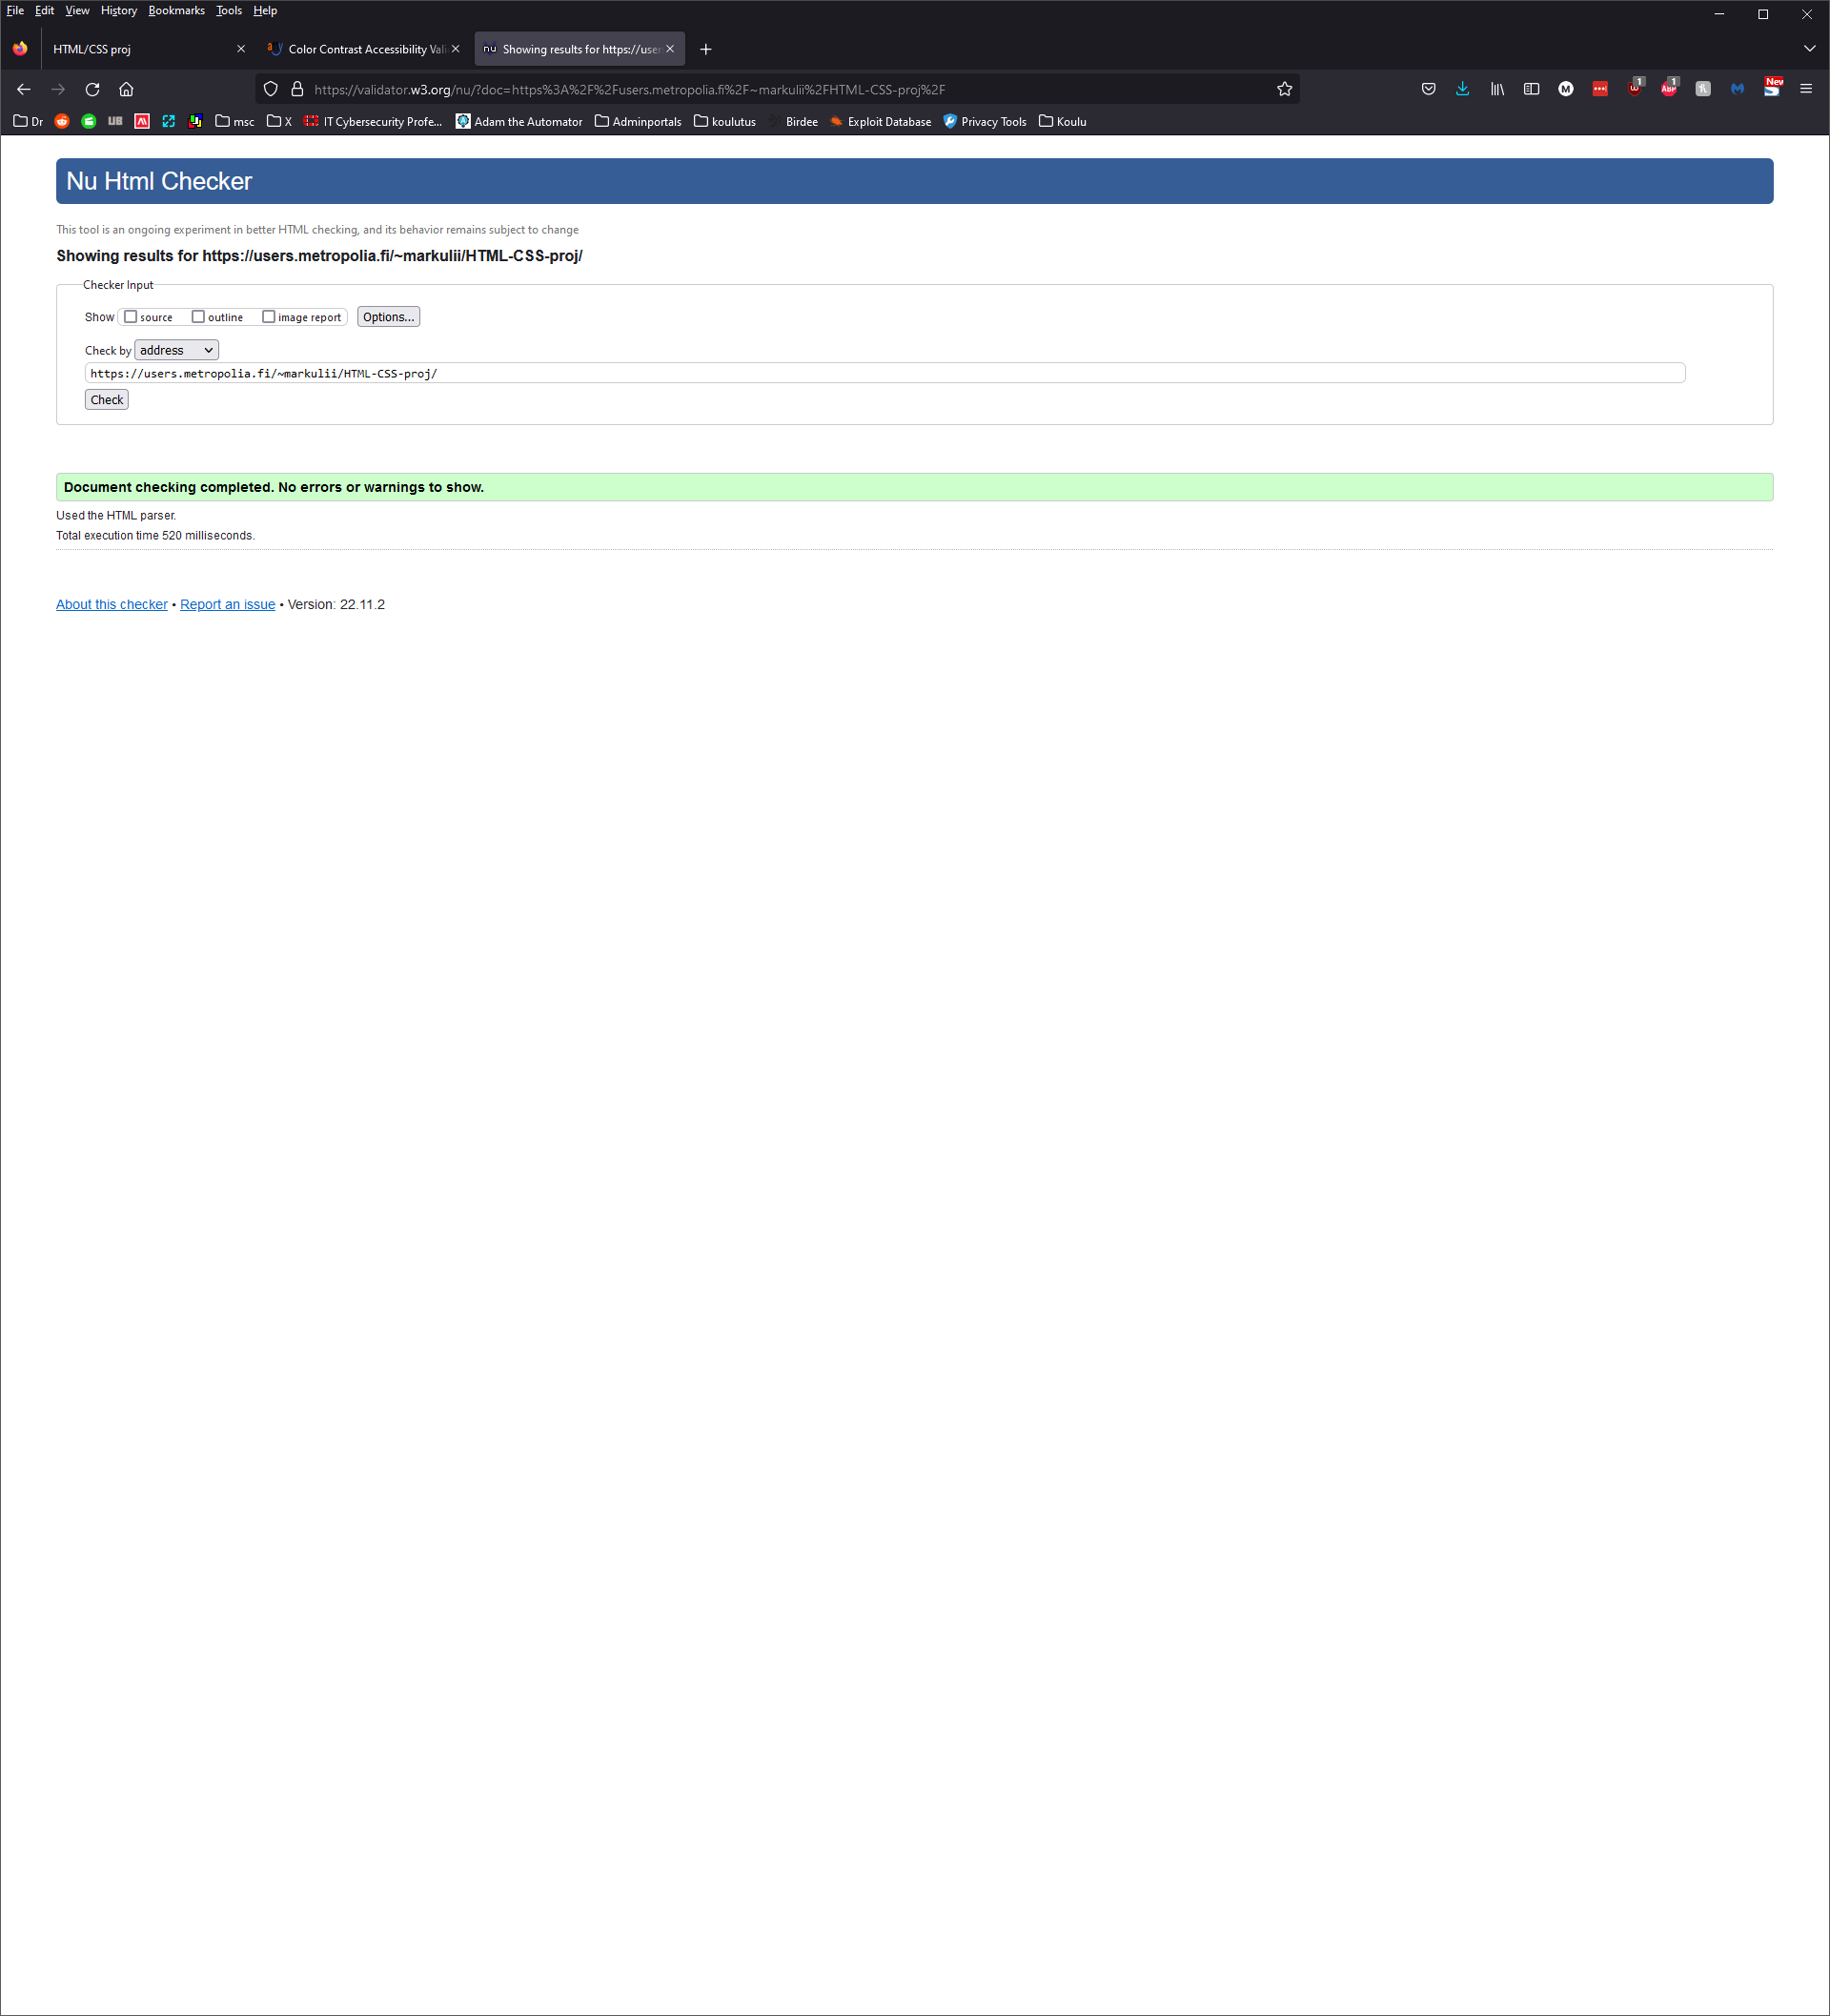 File Edit View History Bookmarks Tools Help
HTML/CSS proj
Color Contrast Accessibility Vali
nu Showing results for https://user
https://validator.w3.org/nu/?doc=https%3A%2F%2Fusers.metropolia.fi%2F~markulii%2FHTML-CSS-proj%2F
M 1 1 ABP New
Dr UB msc X IT Cybersecurity Profe... Adam the Automator Adminportals koulutus Birdee Exploit Database Privacy Tools Koulu
Nu Html Checker
This tool is an ongoing experiment in better HTML checking, and its behavior remains subject to change
Showing results for https://users.metropolia.fi/~markulii/HTML-CSS-proj/
Checker Input
Show source outline image report Options...
Check by address
https://users.metropolia.fi/~markulii/HTML-CSS-proj/
Check
Document checking completed. No errors or warnings to show.
Used the HTML parser.
Total execution time 520 milliseconds.
About this checker • Report an issue • Version: 22.11.2